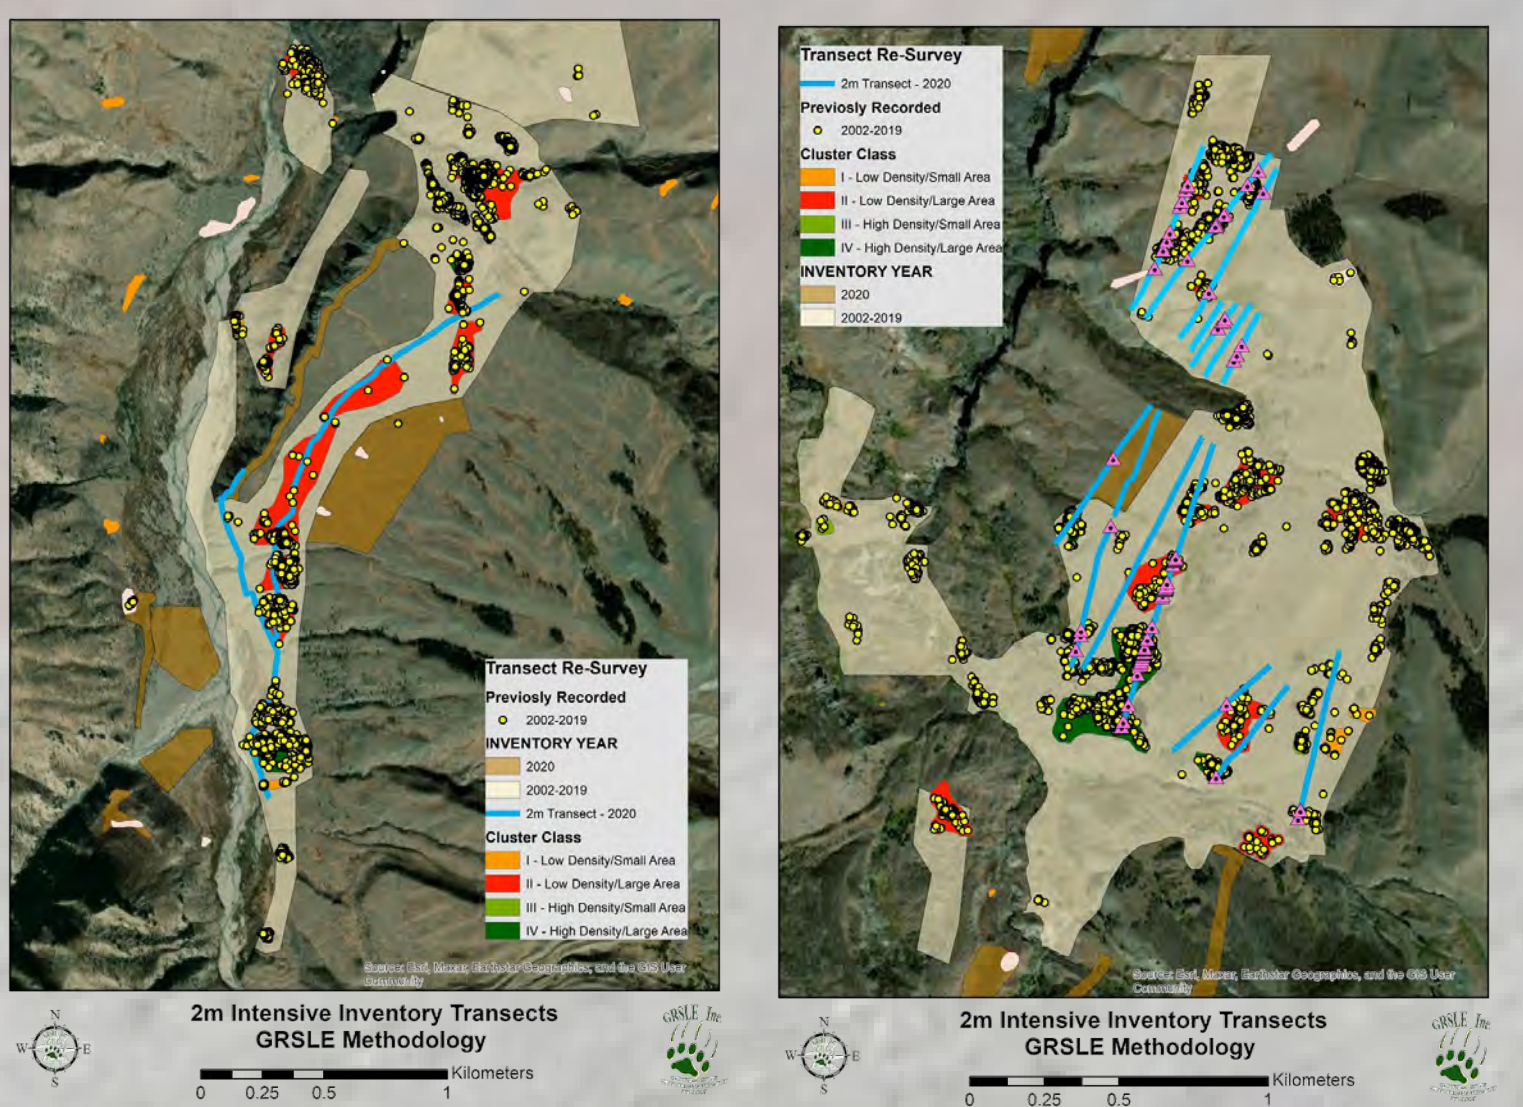 Transect Re-Survey
Previosly Recorded
2002-2019
INVENTORY YEAR
2020
2002-2019
2m Transect - 2020
Cluster Class
I - Low Density/Small Area
II - Low Density/Large Area
III - High Density/Small Area
IV - High Density/Large Area
Source: Esri, Maxar, Earthstar Geographics, and the GIS User
Community
2m Intensive Inventory Transects
GRSLE Methodology
N
W
E
S
Kilometers
0 0.25 0.5 1
GRSLE Inc.
Transect Re-Survey
2m Transect - 2020
Previosly Recorded
2002-2019
Cluster Class
I - Low Density/Small Area
II - Low Density/Large Area
III - High Density/Small Area
IV - High Density/Large Area
INVENTORY YEAR
2020
2002-2019
Source: Esri, Maxar, Earthstar Geographics, and the GIS User
Community
2m Intensive Inventory Transects
GRSLE Methodology
N
W
E
S
Kilometers
0 0.25 0.5 1
GRSLE Inc.